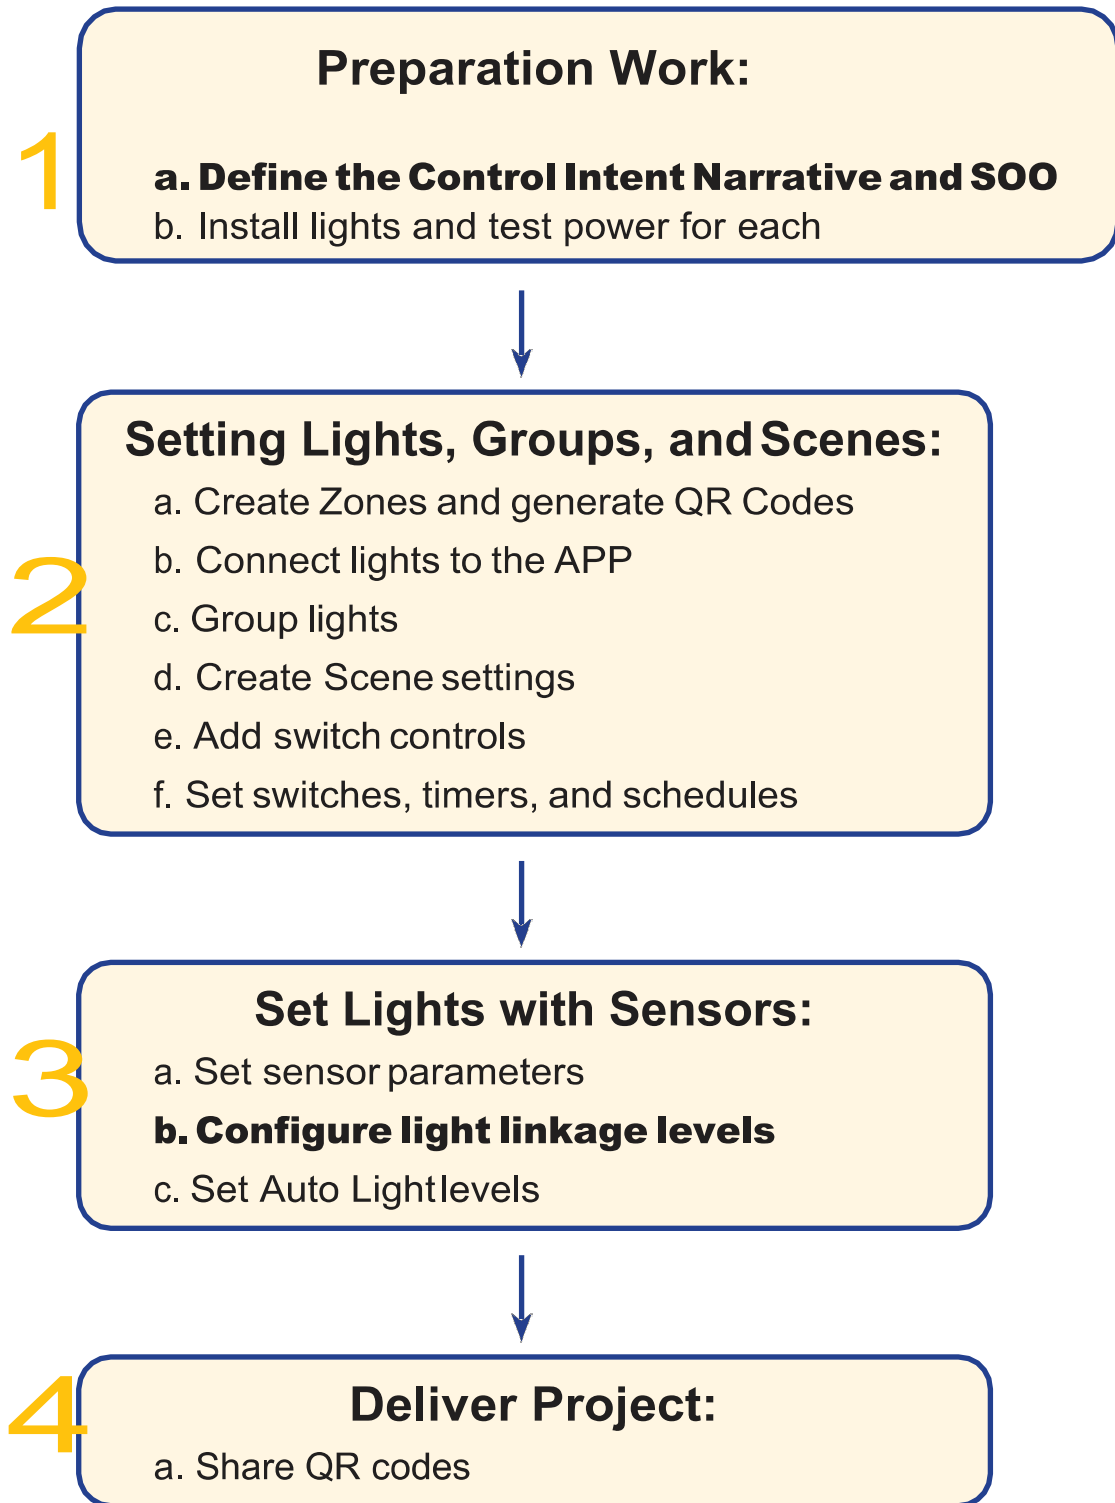 1
Preparation Work:
a. Define the Control Intent Narrative and SOO
b. Install lights and test power for each
2
Setting Lights, Groups, and Scenes:
a. Create Zones and generate QR Codes
b. Connect lights to the APP
c. Group lights
d. Create Scene settings
e. Add switch controls
f. Set switches, timers, and schedules
3
Set Lights with Sensors:
a. Set sensor parameters
b. Configure light linkage levels
c. Set Auto Light levels
4
Deliver Project:
a. Share QR codes